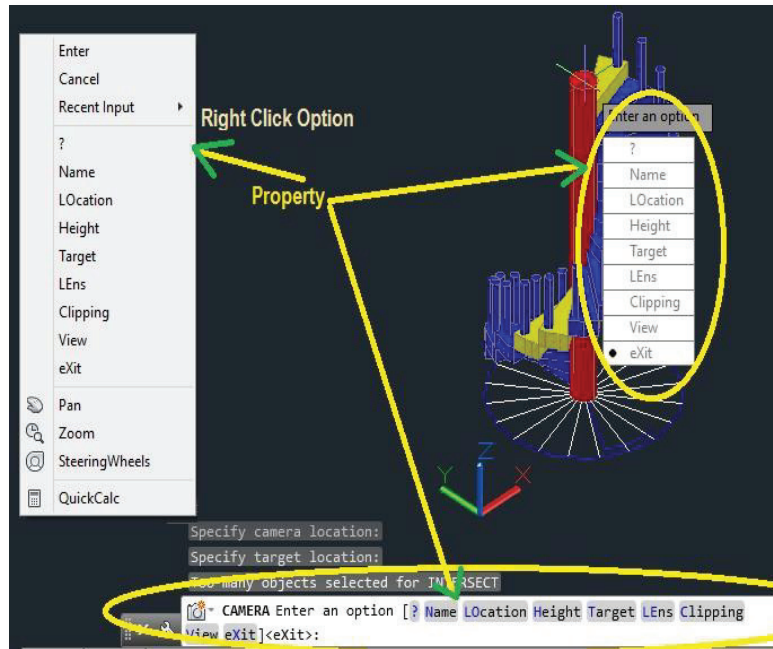 Enter
Cancel
Recent Input
?
Name
LOcation
Height
Target
LEns
Clipping
View
eXit
Pan
Zoom
SteeringWheels
QuickCalc
Right Click Option
Property
Enter an option
?
Name
LOcation
Height
Target
LEns
Clipping
View
eXit
Z
Y
X
Specify camera location:
Specify target location:
Too many objects selected for INTERSECT
CAMERA Enter an option [? Name LOcation Height Target LEns Clipping
View eXit]<eXit>: